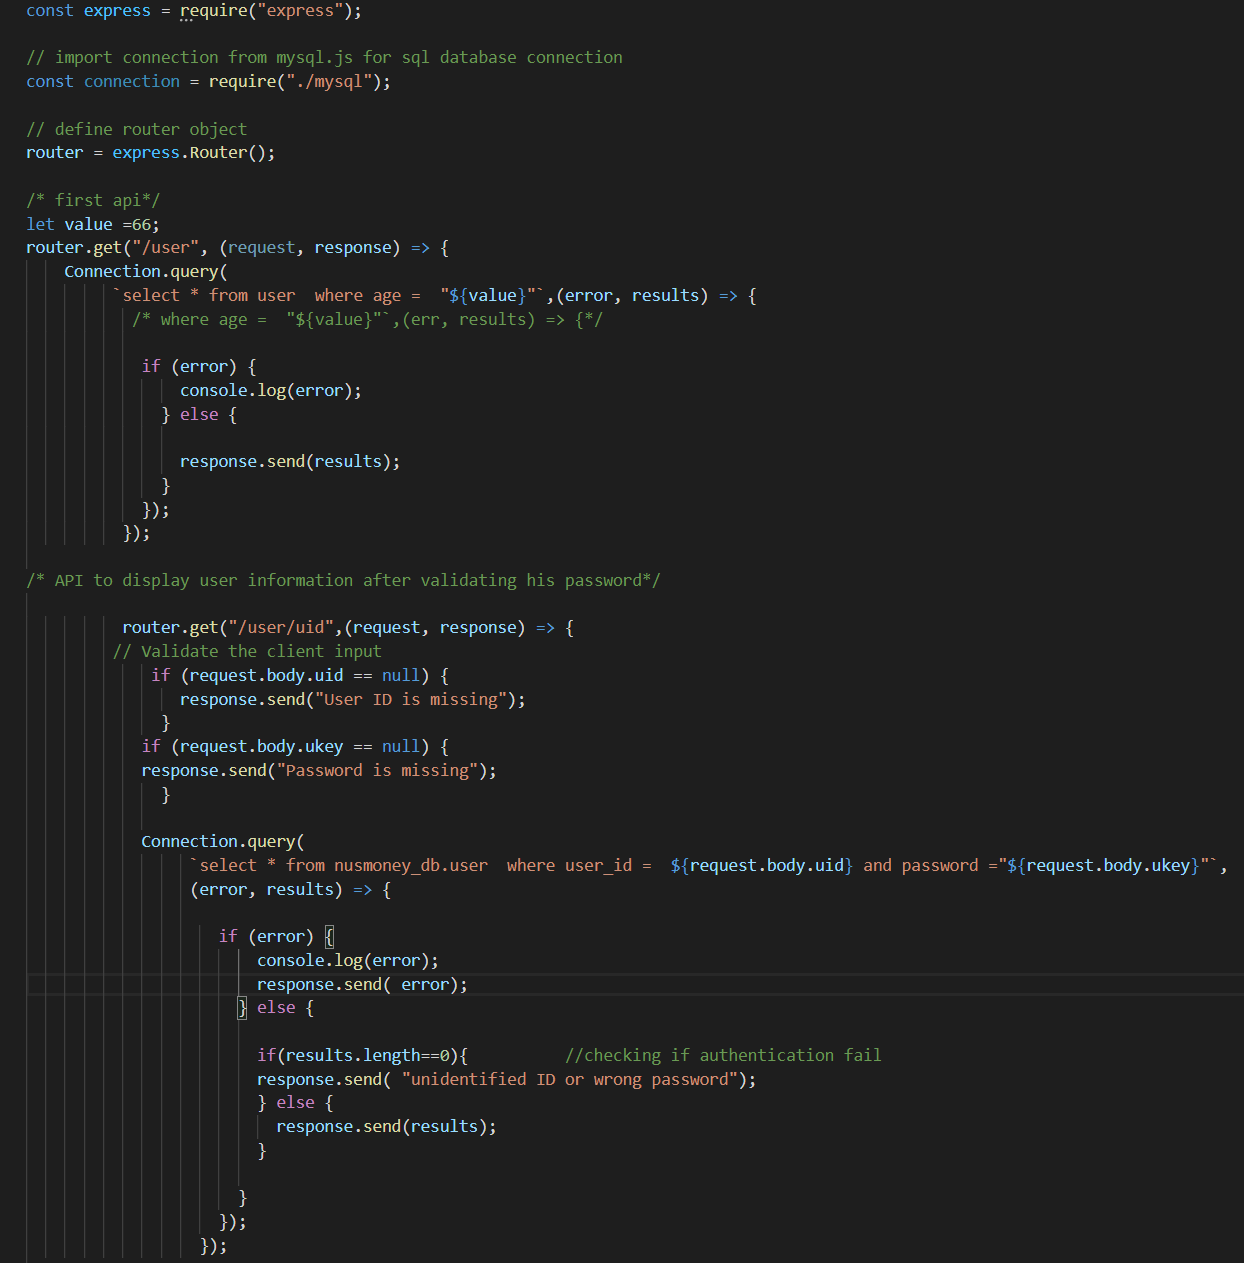 const express = require("express");
// import connection from mysql.js for sql database connection
const connection = require("./mysql");
// define router object
router = express.Router();
/* first api*/
let value =66;
router.get("/user", (request, response) => {
Connection.query(
`select * from user  where age =  "${value}"`,(error, results) => {
/* where age =  "${value}"`,(err, results) => {*/
if (error) {
console.log(error);
} else {
response.send(results);
}
});
});
/* API to display user information after validating his password*/
router.get("/user/uid",(request, response) => {
// Validate the client input
if (request.body.uid == null) {
response.send("User ID is missing");
}
if (request.body.ukey == null) {
response.send("Password is missing");
}
Connection.query(
`select * from nusmoney_db.user  where user_id =  ${request.body.uid} and password ="${request.body.ukey}"`,
(error, results) => {
if (error) {
console.log(error);
response.send( error);
} else {
if(results.length==0){          //checking if authentication fail
response.send( "unidentified ID or wrong password");
} else {
response.send(results);
}
}
});
});